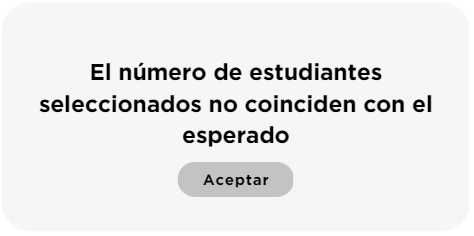 El número de estudiantes
seleccionados no coinciden con el
esperado
Aceptar